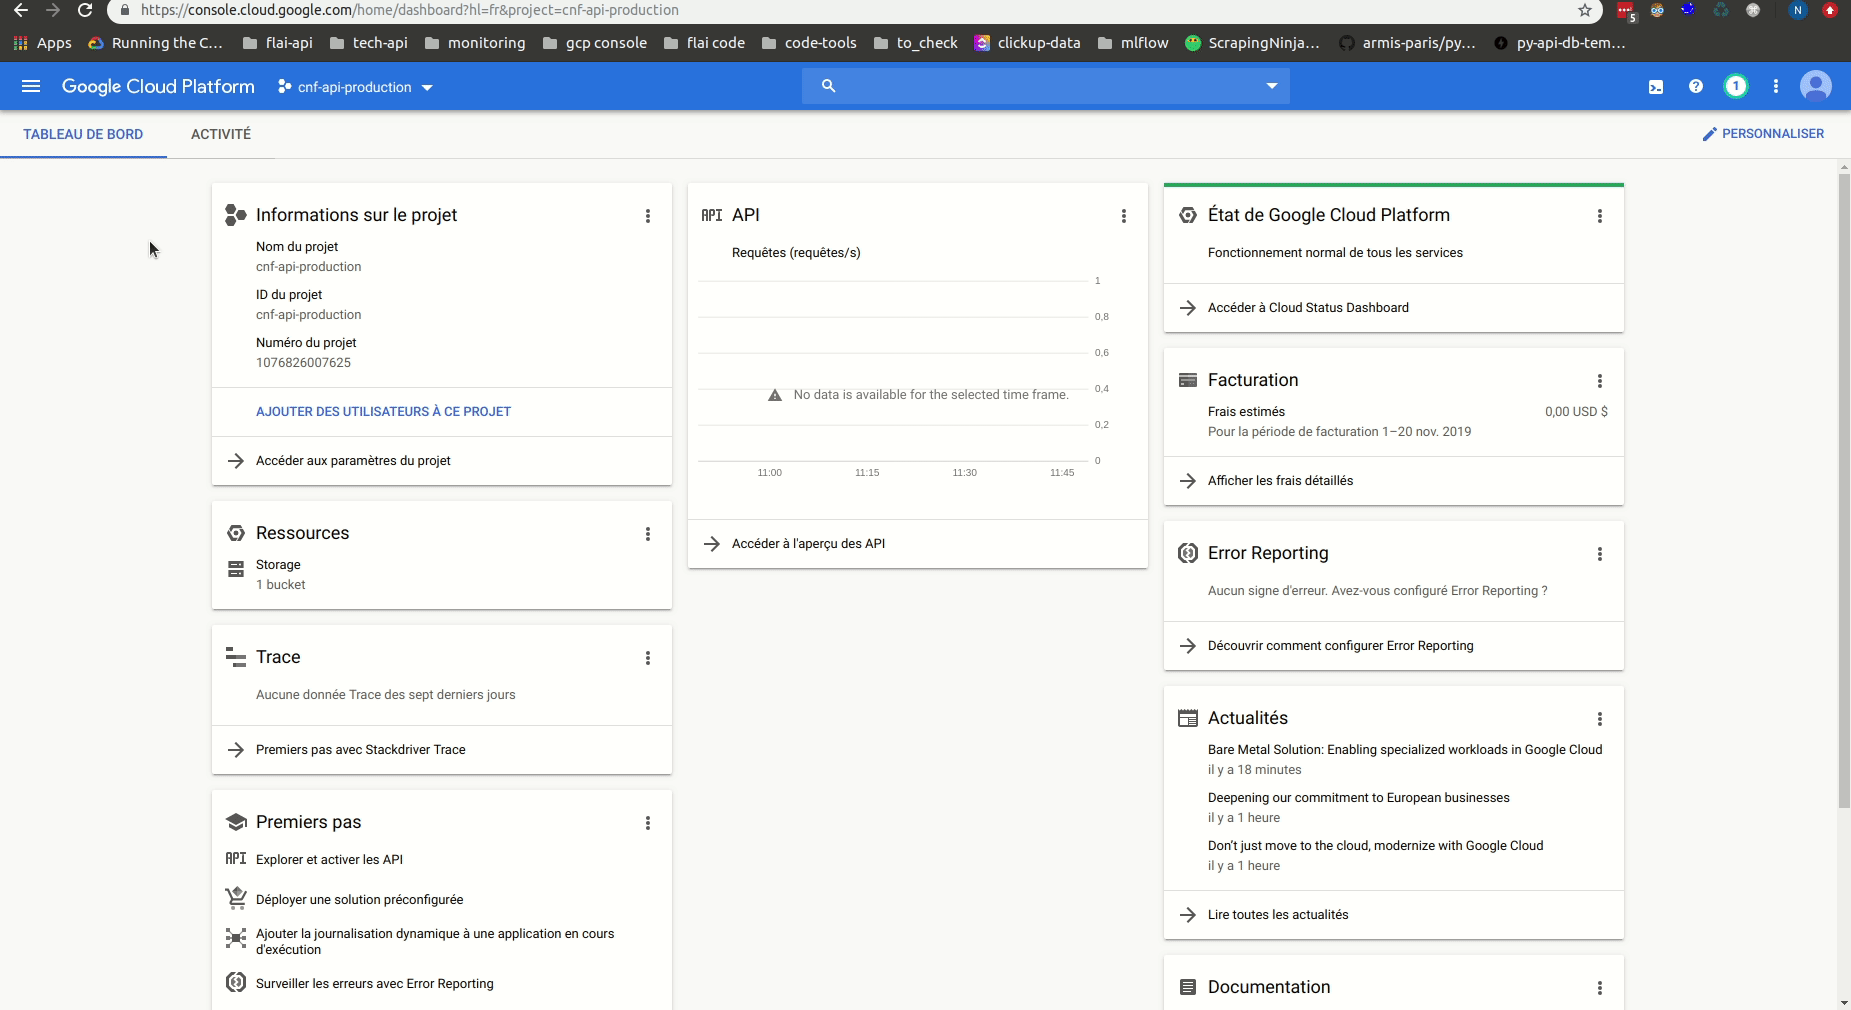 https://console.cloud.google.com/home/dashboard?hl=fr&project=cnf-api-production
5
N
Apps
Running the C...
flai-api
tech-api
monitoring
gcp console
flai code
code-tools
to_check
clickup-data
mlflow
ScrapingNinja...
armis-paris/py...
py-api-db-tem...
Google Cloud Platform
cnf-api-production
1
TABLEAU DE BORD
ACTIVITÉ
PERSONNALISER
Informations sur le projet
Nom du projet
cnf-api-production
ID du projet
cnf-api-production
Numéro du projet
1076826007625
AJOUTER DES UTILISATEURS À CE PROJET
Accéder aux paramètres du projet
Ressources
Storage
1 bucket
Trace
Aucune donnée Trace des sept derniers jours
Premiers pas avec Stackdriver Trace
Premiers pas
API Explorer et activer les API
Déployer une solution préconfigurée
Ajouter la journalisation dynamique à une application en cours
d'exécution
Surveiller les erreurs avec Error Reporting
API API
Requêtes (requêtes/s)
1
0,8
0,6
0,4
0,2
0
No data is available for the selected time frame.
11:00
11:15
11:30
11:45
Accéder à l'aperçu des API
État de Google Cloud Platform
Fonctionnement normal de tous les services
Accéder à Cloud Status Dashboard
Facturation
Frais estimés
0,00 USD $
Pour la période de facturation 1–20 nov. 2019
Afficher les frais détaillés
Error Reporting
Aucun signe d'erreur. Avez-vous configuré Error Reporting ?
Découvrir comment configurer Error Reporting
Actualités
Bare Metal Solution: Enabling specialized workloads in Google Cloud
il y a 18 minutes
Deepening our commitment to European businesses
il y a 1 heure
Don't just move to the cloud, modernize with Google Cloud
il y a 1 heure
Lire toutes les actualités
Documentation